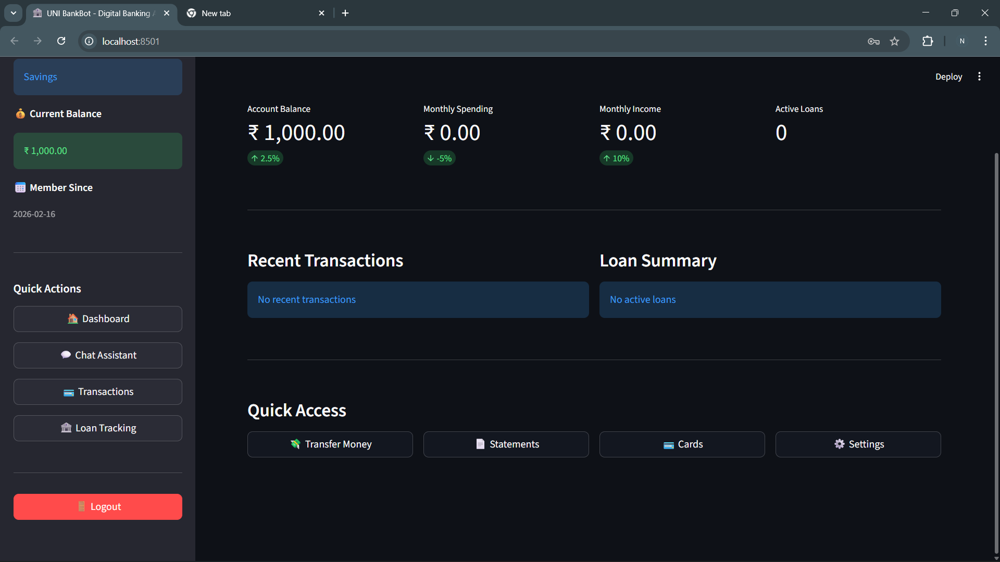 UNI BankBot - Digital Banking A
New tab
localhost:8501
N
Savings
Current Balance
₹ 1,000.00
Member Since
2026-02-16
Quick Actions
Dashboard
Chat Assistant
Transactions
Loan Tracking
Logout
Deploy
Account Balance
₹ 1,000.00
↑ 2.5%
Monthly Spending
₹ 0.00
↓ -5%
Monthly Income
₹ 0.00
↑ 10%
Active Loans
0
Recent Transactions
No recent transactions
Loan Summary
No active loans
Quick Access
Transfer Money
Statements
Cards
Settings